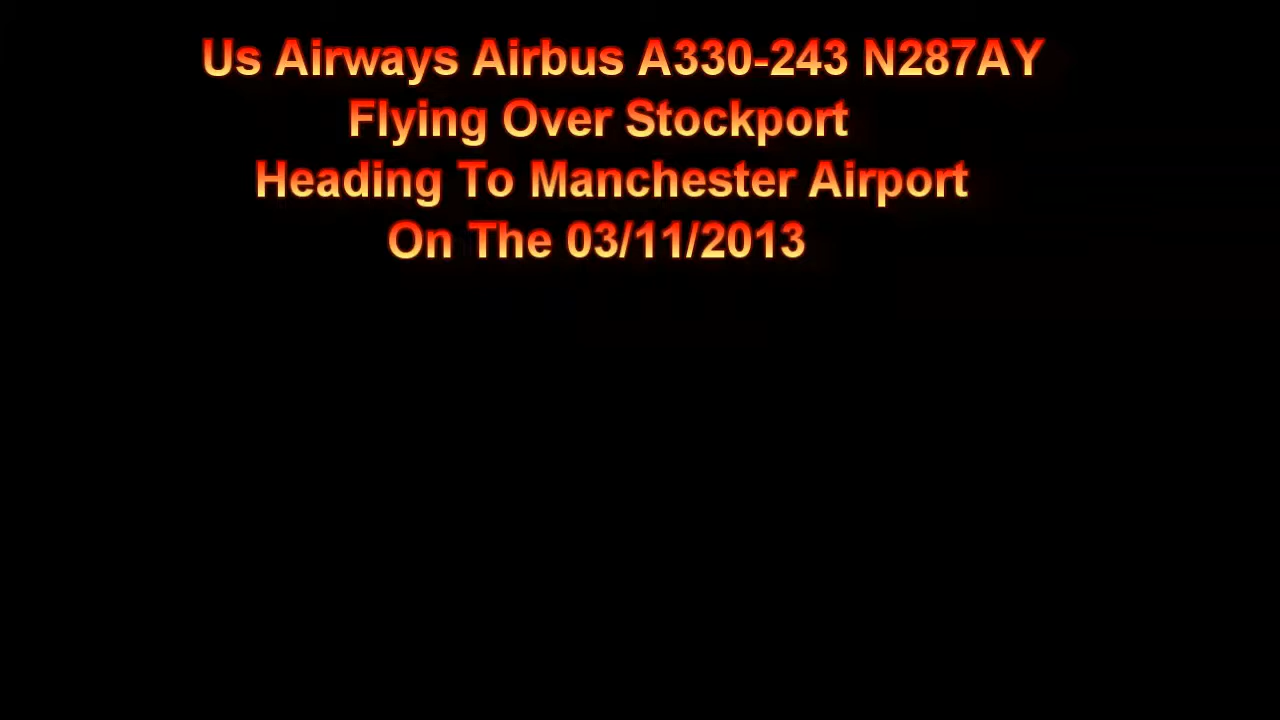 Us Airways Airbus A330-243 N287AY
Flying Over Stockport
Heading To Manchester Airport
On The 03/11/2013